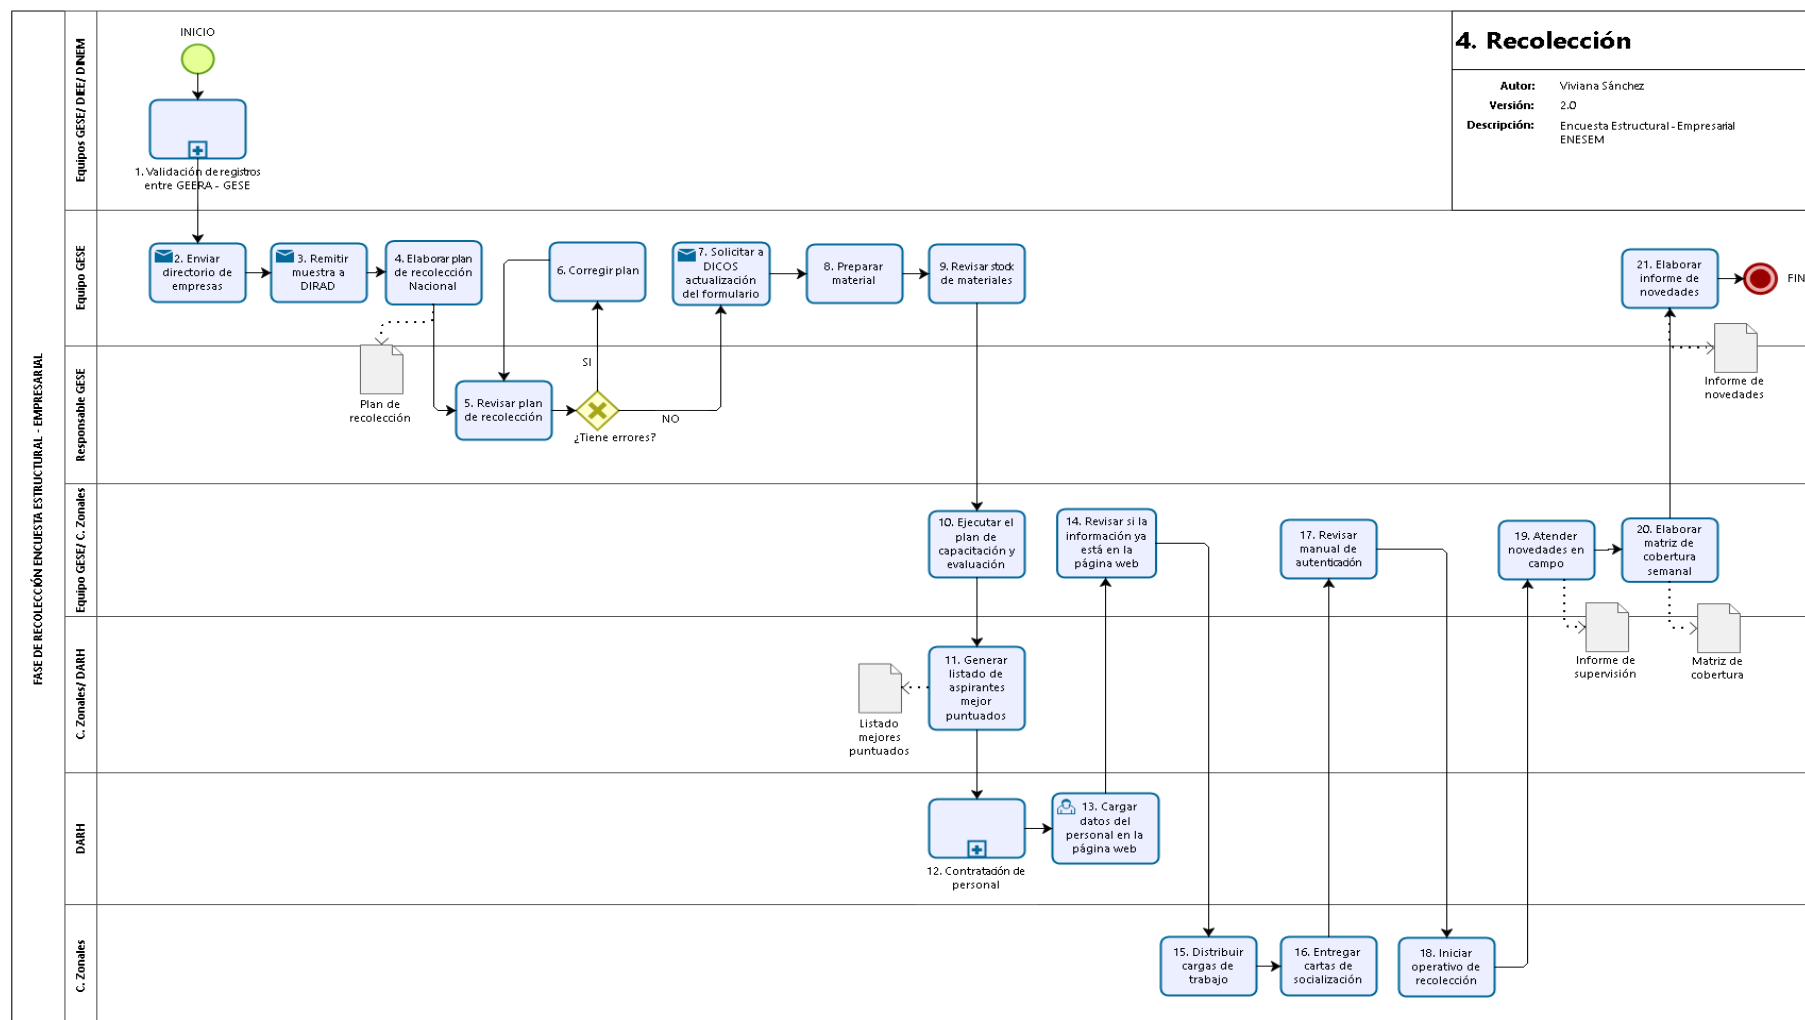 4. Recolección
Autor: Viviana Sánchez
Versión: 2.0
Descripción: Encuesta Estructural - Empresarial
ENESEM
FASE DE RECOLECCIÓN ENCUESTA ESTRUCTURAL - EMPRESARIAL
Equipos GESE/ DIEE/ DINEM
INICIO
1. Validación de registros
entre GEERA - GESE
Equipo GESE
2. Enviar
directorio de
empresas
3. Remitir
muestra a
DIRAD
4. Elaborar plan
de recolección
Nacional
6. Corregir plan
7. Solicitar a
DICOS
actualización
del formulario
8. Preparar
material
9. Revisar stock
de materiales
21. Elaborar
informe de
novedades
FIN
Responsable GESE
Plan de
recolección
5. Revisar plan
de recolección
SI
NO
¿Tiene errores?
Informe de
novedades
Equipo GESE/ C. Zonales
10. Ejecutar el
plan de
capacitación y
evaluación
14. Revisar si la
información ya
está en la
página web
17. Revisar
manual de
autenticación
19. Atender
novedades en
campo
20. Elaborar
matriz de
cobertura
semanal
C. Zonales/ DARH
Listado
mejores
puntuados
11. Generar
listado de
aspirantes
mejor
puntuados
Informe de
supervisión
Matriz de
cobertura
DARH
12. Contratación de
personal
13. Cargar
datos del
personal en la
página web
C. Zonales
15. Distribuir
cargas de
trabajo
16. Entregar
cartas de
socialización
18. Iniciar
operativo de
recolección